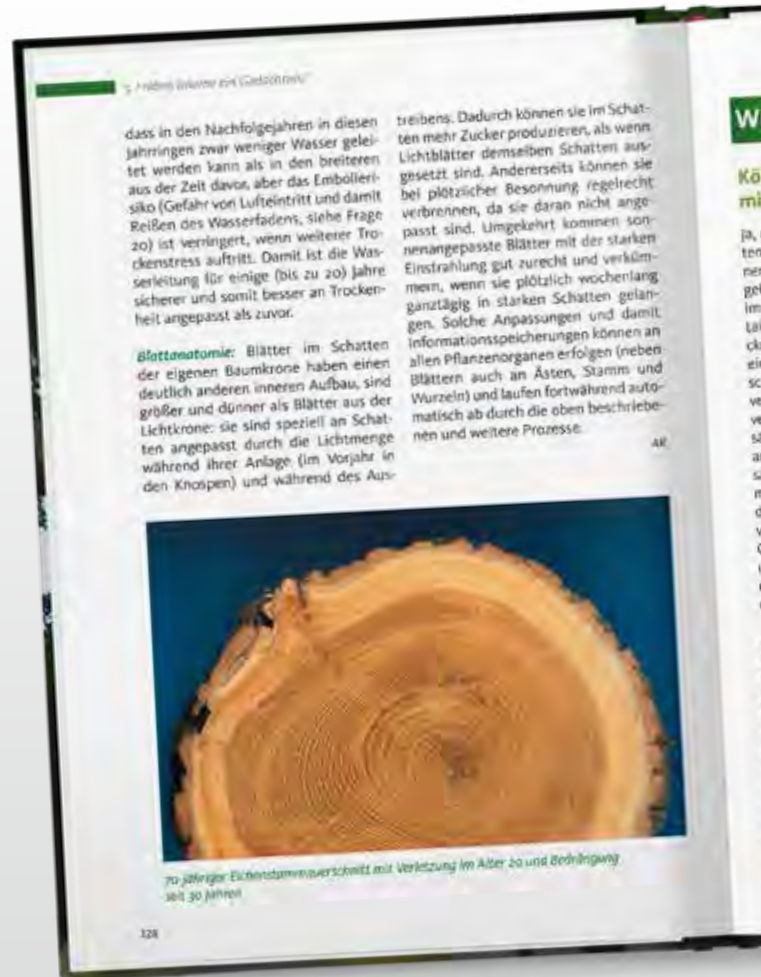 5 Haben Bäume ein Gedächtnis?
dass in den Nachfolgejahren in diesen
Jahrringen zwar weniger Wasser gelei-
tet werden kann als in den breiteren
aus der Zeit davor, aber das Embolieri-
siko (Gefahr von Lufteintritt und damit
Reißen des Wasserfadens, siehe Frage
20) ist verringert, wenn weiterer Tro-
ckenstress auftritt. Damit ist die Was-
serleitung für einige (bis zu 20) Jahre
sicherer und somit besser an Trocken-
heit angepasst als zuvor.
Blattanatomie: Blätter im Schatten
der eigenen Baumkrone haben einen
deutlich anderen inneren Aufbau, sind
größer und dünner als Blätter aus der
Lichtkrone: sie sind speziell an Schat-
ten angepasst durch die Lichtmenge
während ihrer Anlage (im Vorjahr in
den Knospen) und während des Aus-
treibens. Dadurch können sie im Schat-
ten mehr Zucker produzieren, als wenn
Lichtblätter demselben Schatten aus-
gesetzt sind. Andererseits können sie
bei plötzlicher Besonnung regelrecht
verbrennen, da sie daran nicht ange-
passt sind. Umgekehrt kommen son-
nenangepasste Blätter mit der starken
Einstrahlung gut zurecht und verküm-
mern, wenn sie plötzlich wochenlang
ganztägig in starken Schatten gelan-
gen. Solche Anpassungen und damit
Informationsspeicherungen können an
allen Pflanzenorganen erfolgen (neben
Blättern auch an Ästen, Stamm und
Wurzeln) und laufen fortwährend auto-
matisch ab durch die oben beschriebe-
nen und weitere Prozesse.
AR
70-jähriger Eichenstammquerschnitt mit Verletzung im Alter 20 und Bedrängung
seit 30 Jahren
128
W
Kö
mi
Ja,